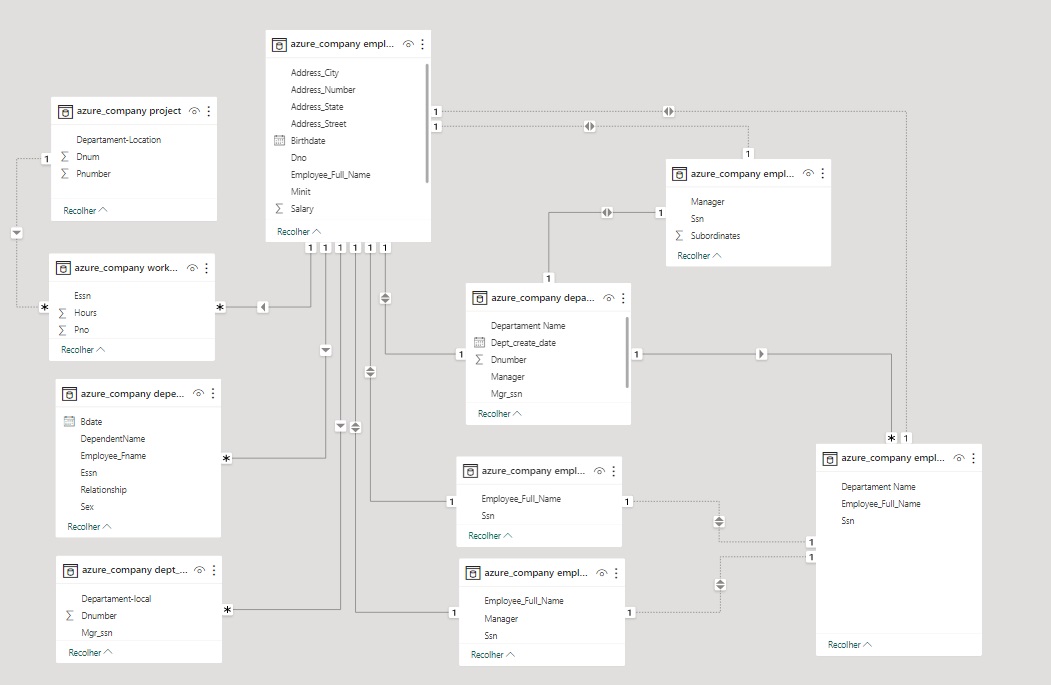 azure_company empl...
Address_City
Address_Number
Address_State
Address_Street
Birthdate
Dno
Employee_Full_Name
Minit
Salary
Recolher
1
1
1 1 1 1 1 1
azure_company project
Departament-Location
Dnum
Pnumber
Recolher
1
azure_company work...
Essn
Hours
Pno
Recolher
*
*
azure_company depe...
Bdate
DependentName
Employee_Fname
Essn
Relationship
Sex
Recolher
*
azure_company dept_...
Departament-local
Dnumber
Mgr_ssn
Recolher
*
azure_company empl...
Manager
Ssn
Subordinates
Recolher
1
1
azure_company depa...
Departament Name
Dept_create_date
Dnumber
Manager
Mgr_ssn
Recolher
1
1
1
azure_company empl...
Employee_Full_Name
Ssn
Recolher
1
1
azure_company empl...
Employee_Full_Name
Manager
Ssn
Recolher
1
1
azure_company empl...
Departament Name
Employee_Full_Name
Ssn
Recolher
* 1
1
1